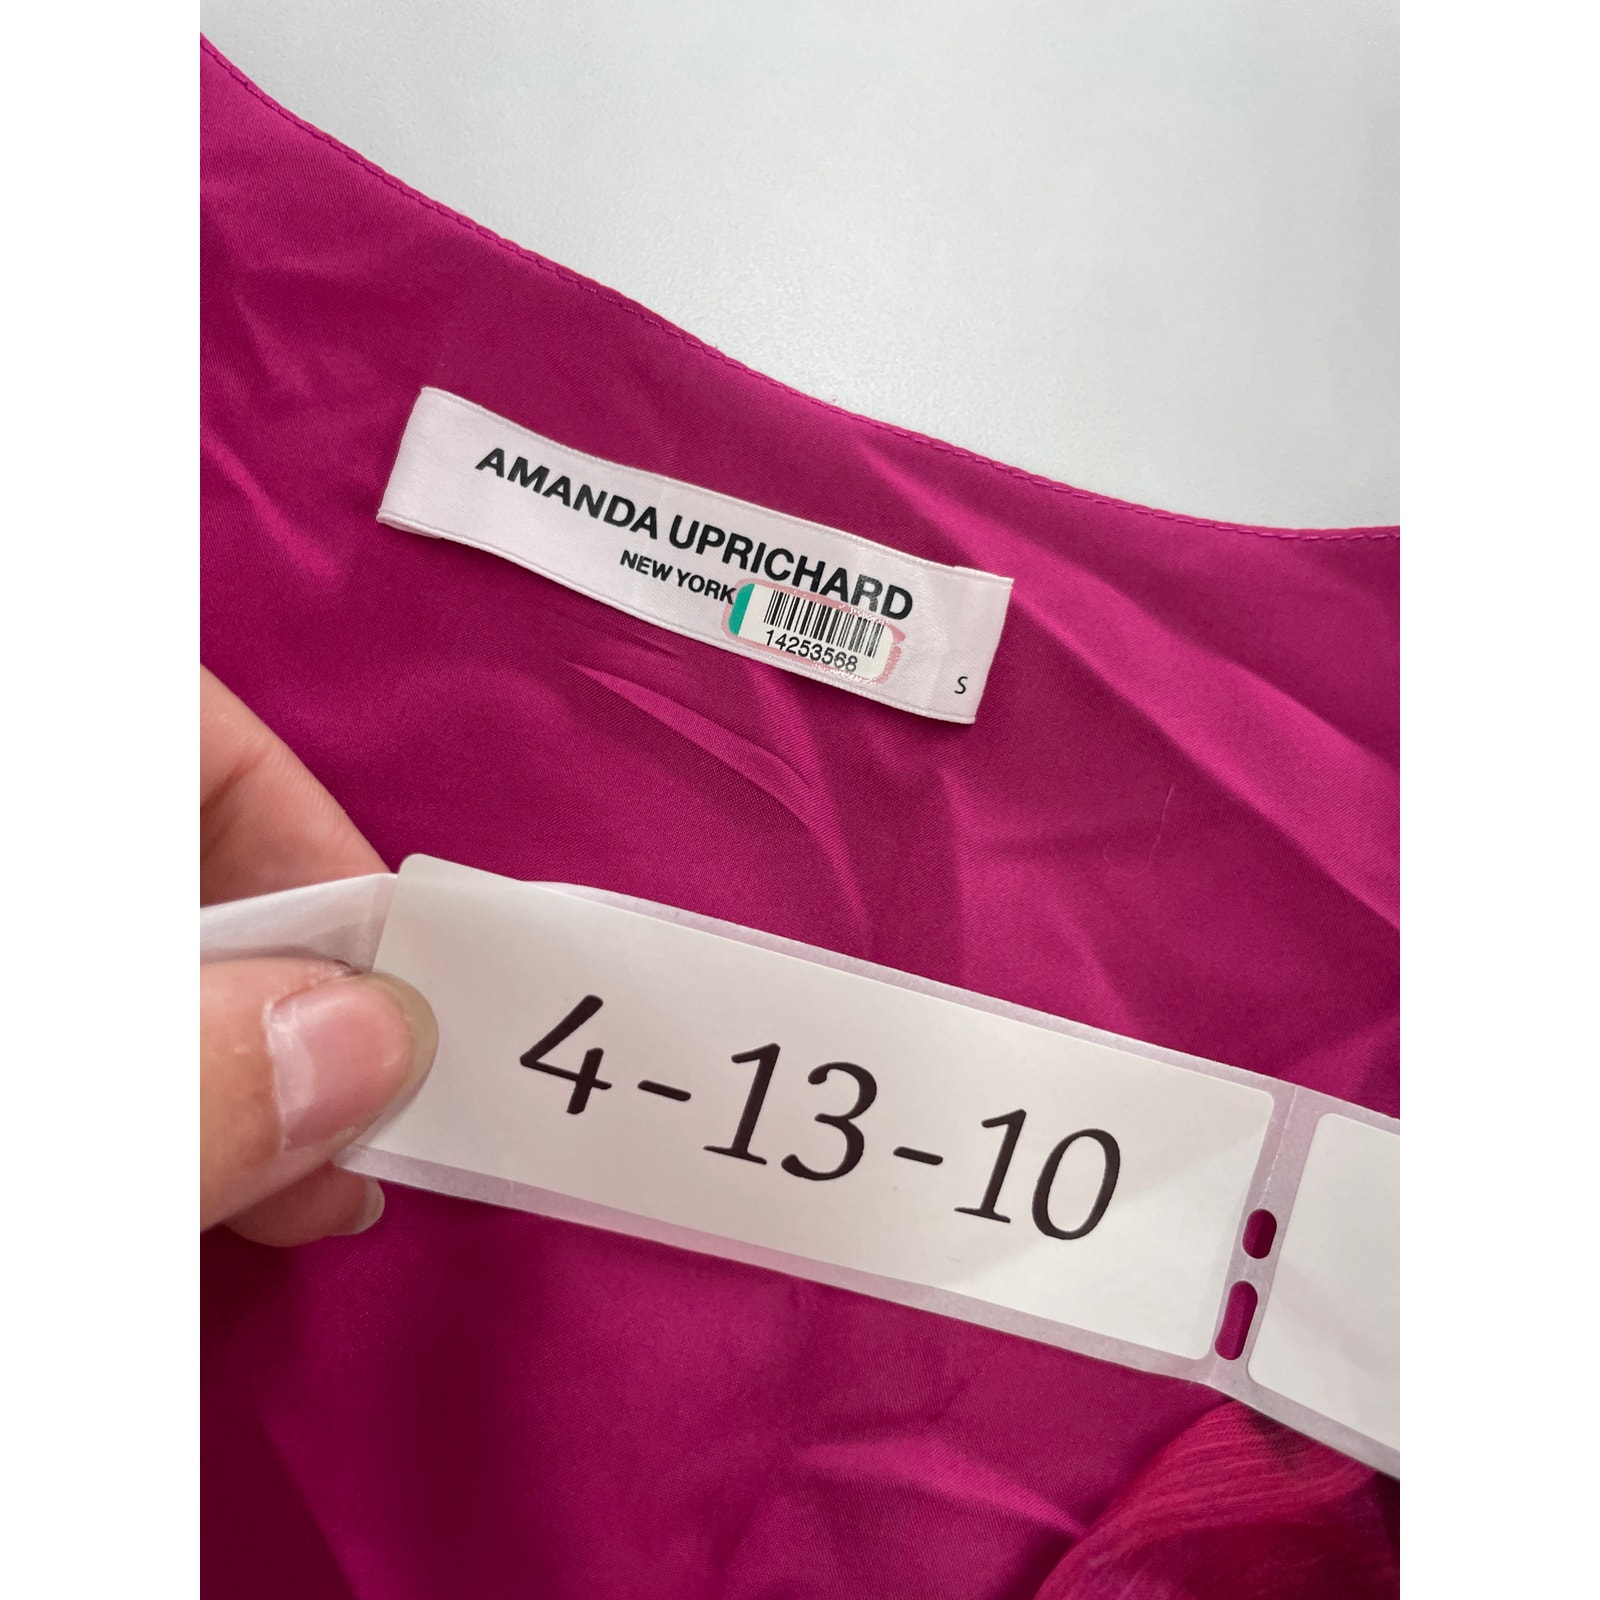 AMANDA UPRICHARD
NEW YORK
14253568
S
4-13-10